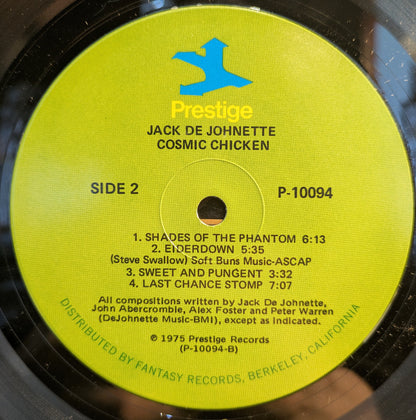 Prestige
JACK DE JOHNETTE
COSMIC CHICKEN
SIDE 2 P-10094
1. SHADES OF THE PHANTOM 6:13
2. EIDERDOWN 5:35
(Steve Swallow) Soft Buns Music-ASCAP
3. SWEET AND PUNGENT 3:32
4. LAST CHANCE STOMP 7:07
All compositions written by Jack De Johnette,
John Abercrombie, Alex Foster and Peter Warren
(DeJohnette Music-BMI), except as indicated.
℗ 1975 Prestige Records
(P-10094-B)
DISTRIBUTED BY FANTASY RECORDS, BERKELEY, CALIFORNIA